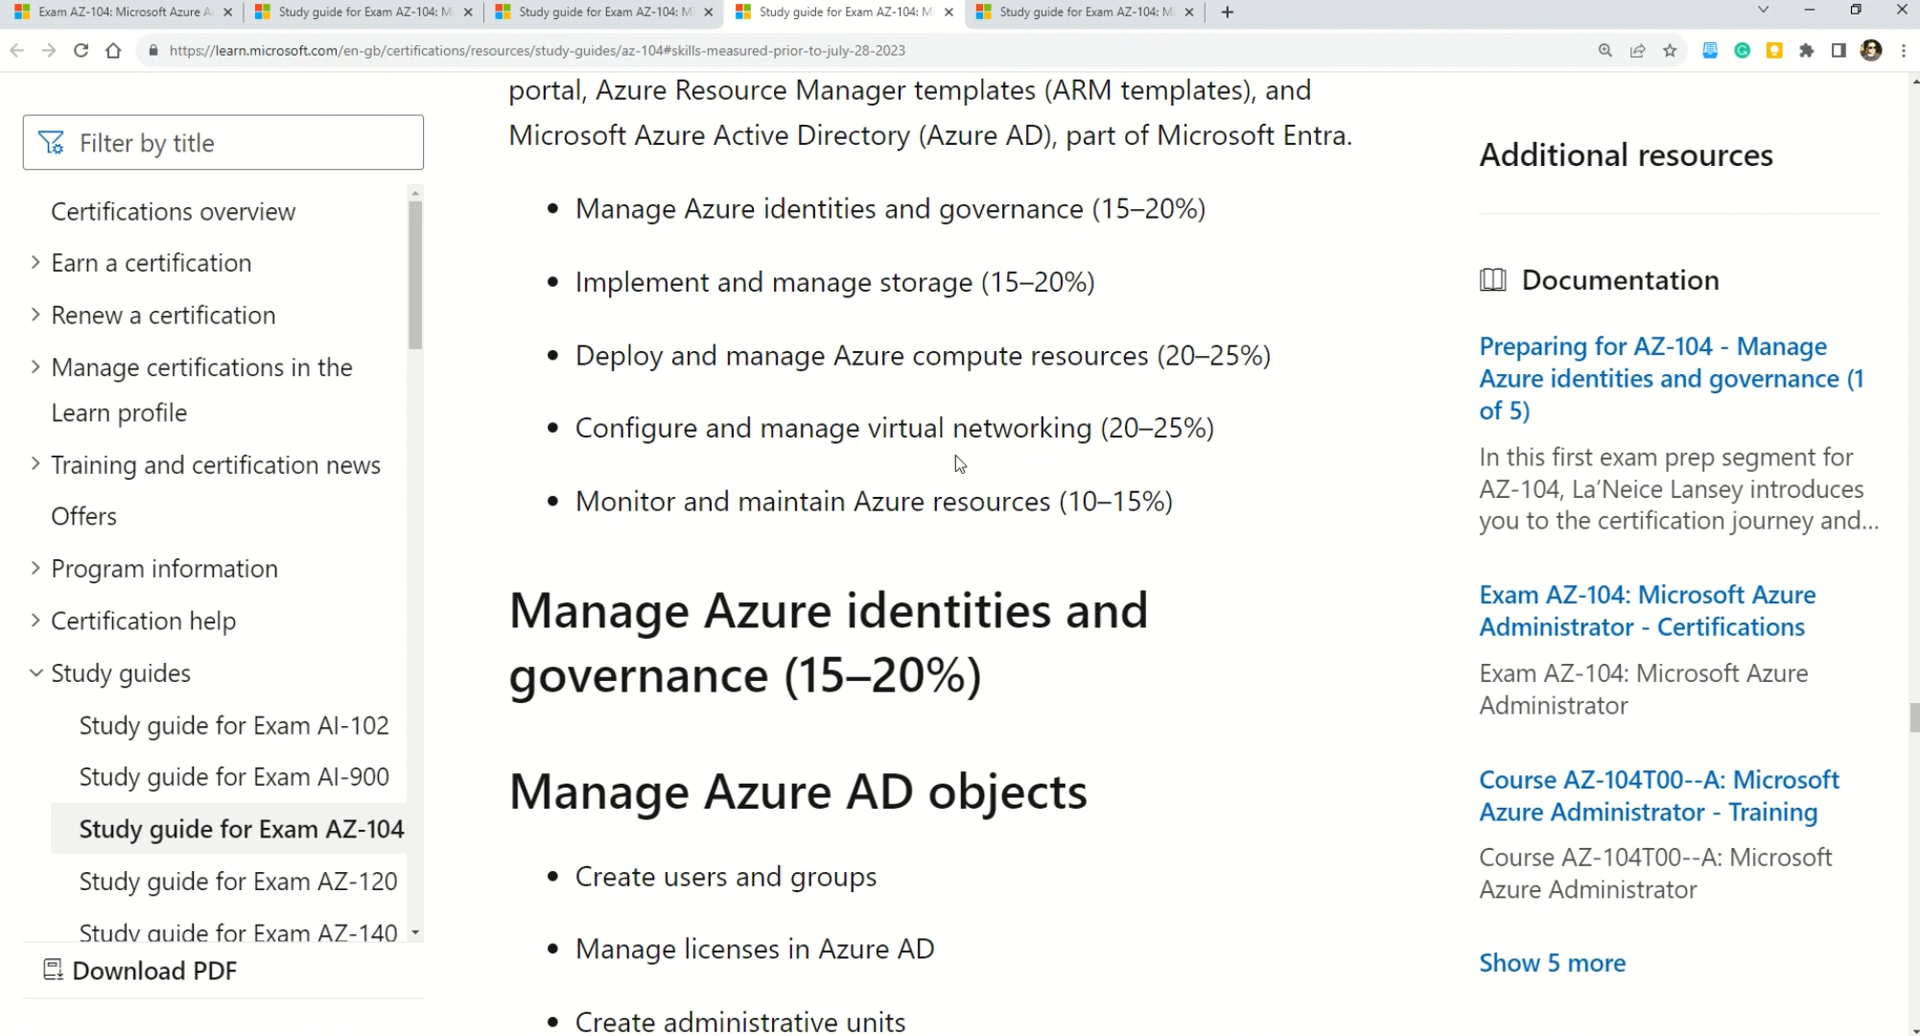 Exam AZ-104: Microsoft Azure A
Study guide for Exam AZ-104: M
Study guide for Exam AZ-104: M
Study guide for Exam AZ-104: M
Study guide for Exam AZ-104: M
https://learn.microsoft.com/en-gb/certifications/resources/study-guides/az-104#skills-measured-prior-to-july-28-2023
Filter by title
Certifications overview
Earn a certification
Renew a certification
Manage certifications in the
Learn profile
Training and certification news
Offers
Program information
Certification help
Study guides
Study guide for Exam AI-102
Study guide for Exam AI-900
Study guide for Exam AZ-104
Study guide for Exam AZ-120
Study guide for Exam AZ-140
Download PDF
portal, Azure Resource Manager templates (ARM templates), and
Microsoft Azure Active Directory (Azure AD), part of Microsoft Entra.
• Manage Azure identities and governance (15–20%)
• Implement and manage storage (15–20%)
• Deploy and manage Azure compute resources (20–25%)
• Configure and manage virtual networking (20–25%)
• Monitor and maintain Azure resources (10–15%)
Manage Azure identities and
governance (15–20%)
Manage Azure AD objects
• Create users and groups
• Manage licenses in Azure AD
• Create administrative units
Additional resources
Documentation
Preparing for AZ-104 - Manage
Azure identities and governance (1
of 5)
In this first exam prep segment for
AZ-104, La'Neice Lansey introduces
you to the certification journey and...
Exam AZ-104: Microsoft Azure
Administrator - Certifications
Exam AZ-104: Microsoft Azure
Administrator
Course AZ-104T00--A: Microsoft
Azure Administrator - Training
Course AZ-104T00--A: Microsoft
Azure Administrator
Show 5 more